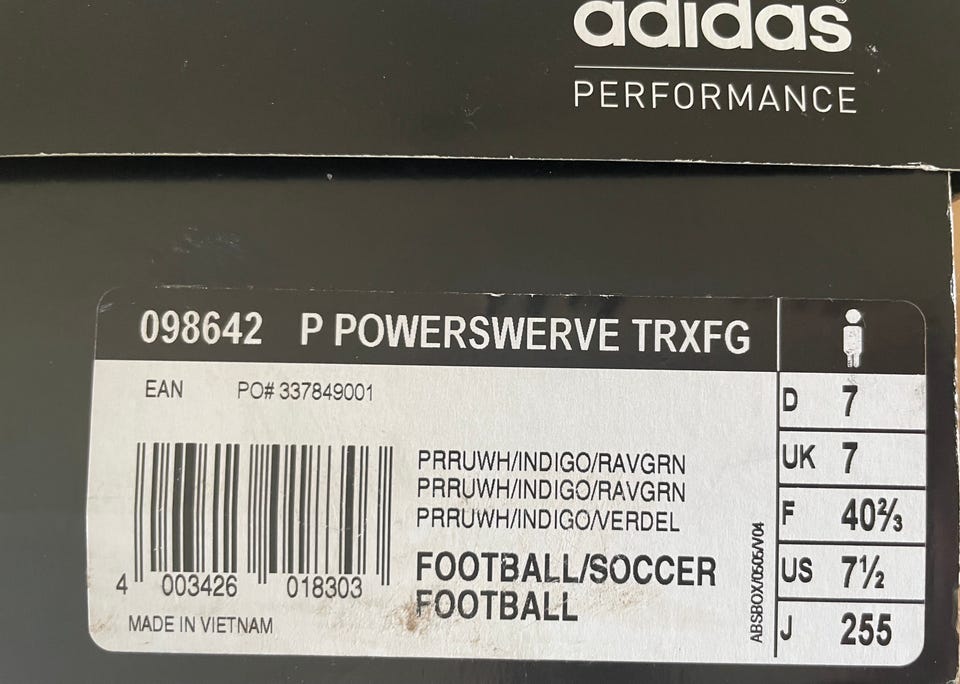 adidas
PERFORMANCE
098642 P POWERSWERVE TRXFG
EAN PO# 337849001
PRRUWH/INDIGO/RAVGRN
PRRUWH/INDIGO/RAVGRN
PRRUWH/INDIGO/VERDEL
FOOTBALL/SOCCER
FOOTBALL
4 003426 018303
MADE IN VIETNAM
ABSBOX/0505/V04
D 7
UK 7
F 40⅔
US 7½
J 255